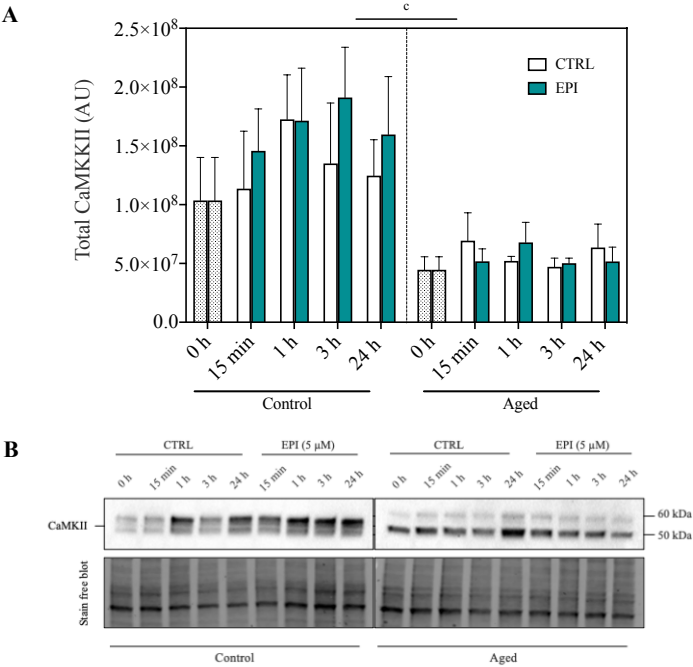 A
c
Total CaMKKII (AU)
2.5×10⁸
2.0×10⁸
1.5×10⁸
1.0×10⁸
5.0×10⁷
0.0
CTRL
EPI
0 h 15 min 1 h 3 h 24 h 0 h 15 min 1 h 3 h 24 h
Control Aged
B
CTRL EPI (5 µM) CTRL EPI (5 µM)
0 h 15 min 1 h 3 h 24 h 15 min 1 h 3 h 24 h 0 h 15 min 1 h 3 h 24 h 15 min 1 h 3 h 24 h
CaMKII
60 kDa
50 kDa
Stain free blot
Control Aged